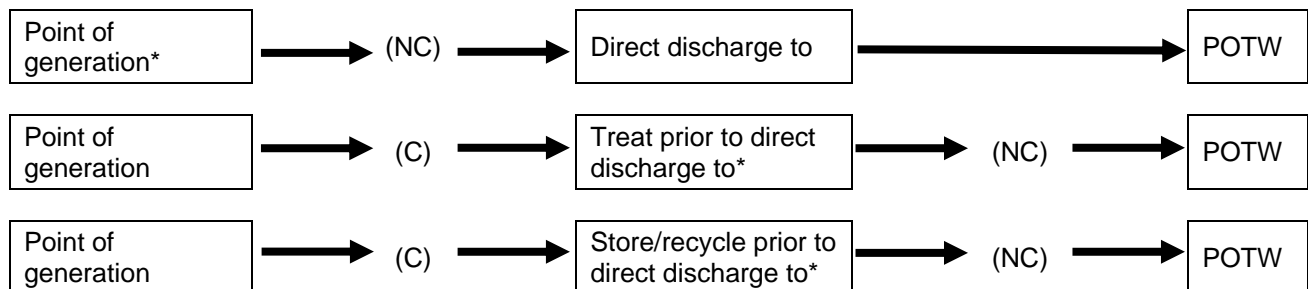 Point of
generation*
(NC)
Direct discharge to
POTW
Point of
generation
(C)
Treat prior to direct
discharge to*
(NC)
POTW
Point of
generation
(C)
Store/recycle prior to
direct discharge to*
(NC)
POTW